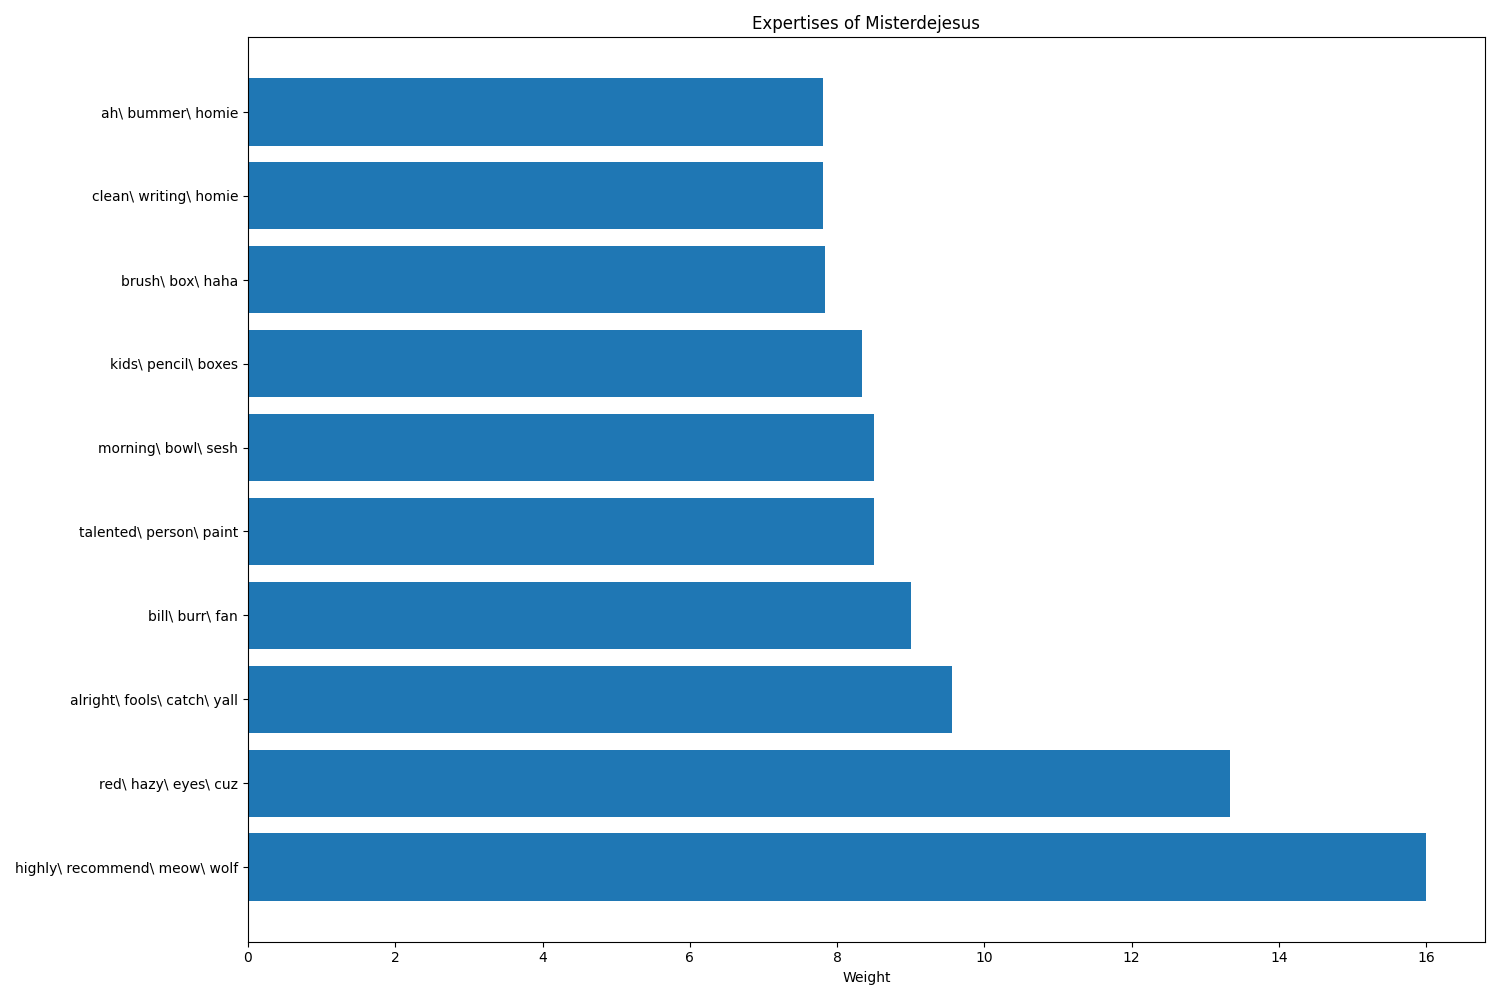 Expertises of Misterdejesus
ah\ bummer\ homie
clean\ writing\ homie
brush\ box\ haha
kids\ pencil\ boxes
morning\ bowl\ sesh
talented\ person\ paint
bill\ burr\ fan
alright\ fools\ catch\ yall
red\ hazy\ eyes\ cuz
highly\ recommend\ meow\ wolf
0 2 4 6 8 10 12 14 16
Weight